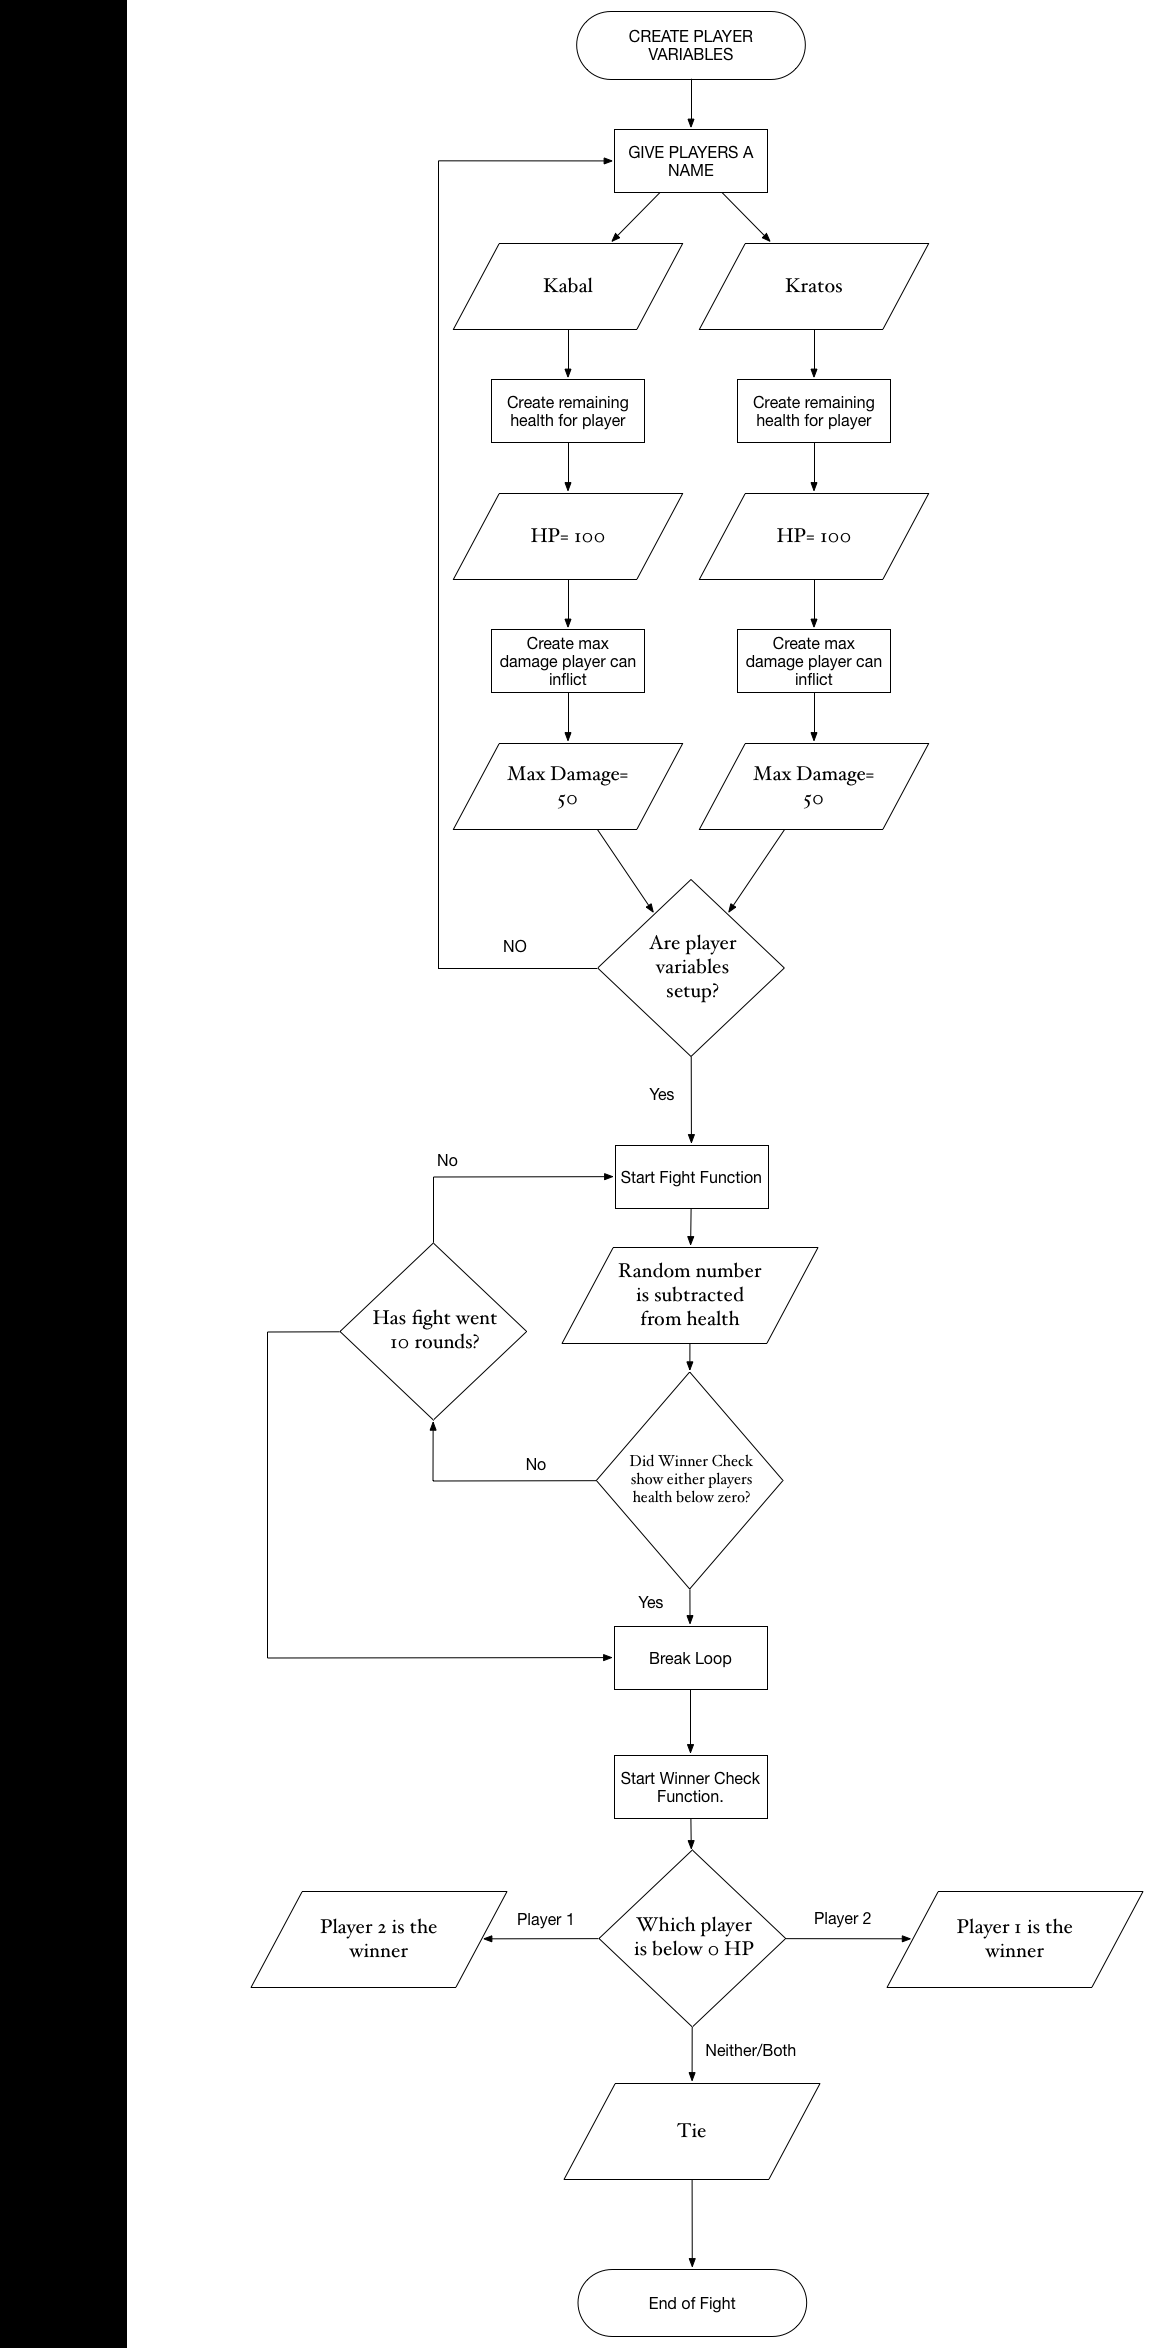 CREATE PLAYER
VARIABLES
GIVE PLAYERS A
NAME
Kabal
Kratos
Create remaining
health for player
Create remaining
health for player
HP= 100
HP= 100
Create max
damage player can
inflict
Create max
damage player can
inflict
Max Damage=
50
Max Damage=
50
Are player
variables
setup?
NO
Yes
Start Fight Function
No
Random number
is subtracted
from health
Has fight went
10 rounds?
Did Winner Check
show either players
health below zero?
No
Yes
Break Loop
Start Winner Check
Function.
Which player
is below 0 HP
Player 1
Player 2 is the
winner
Player 2
Player 1 is the
winner
Neither/Both
Tie
End of Fight